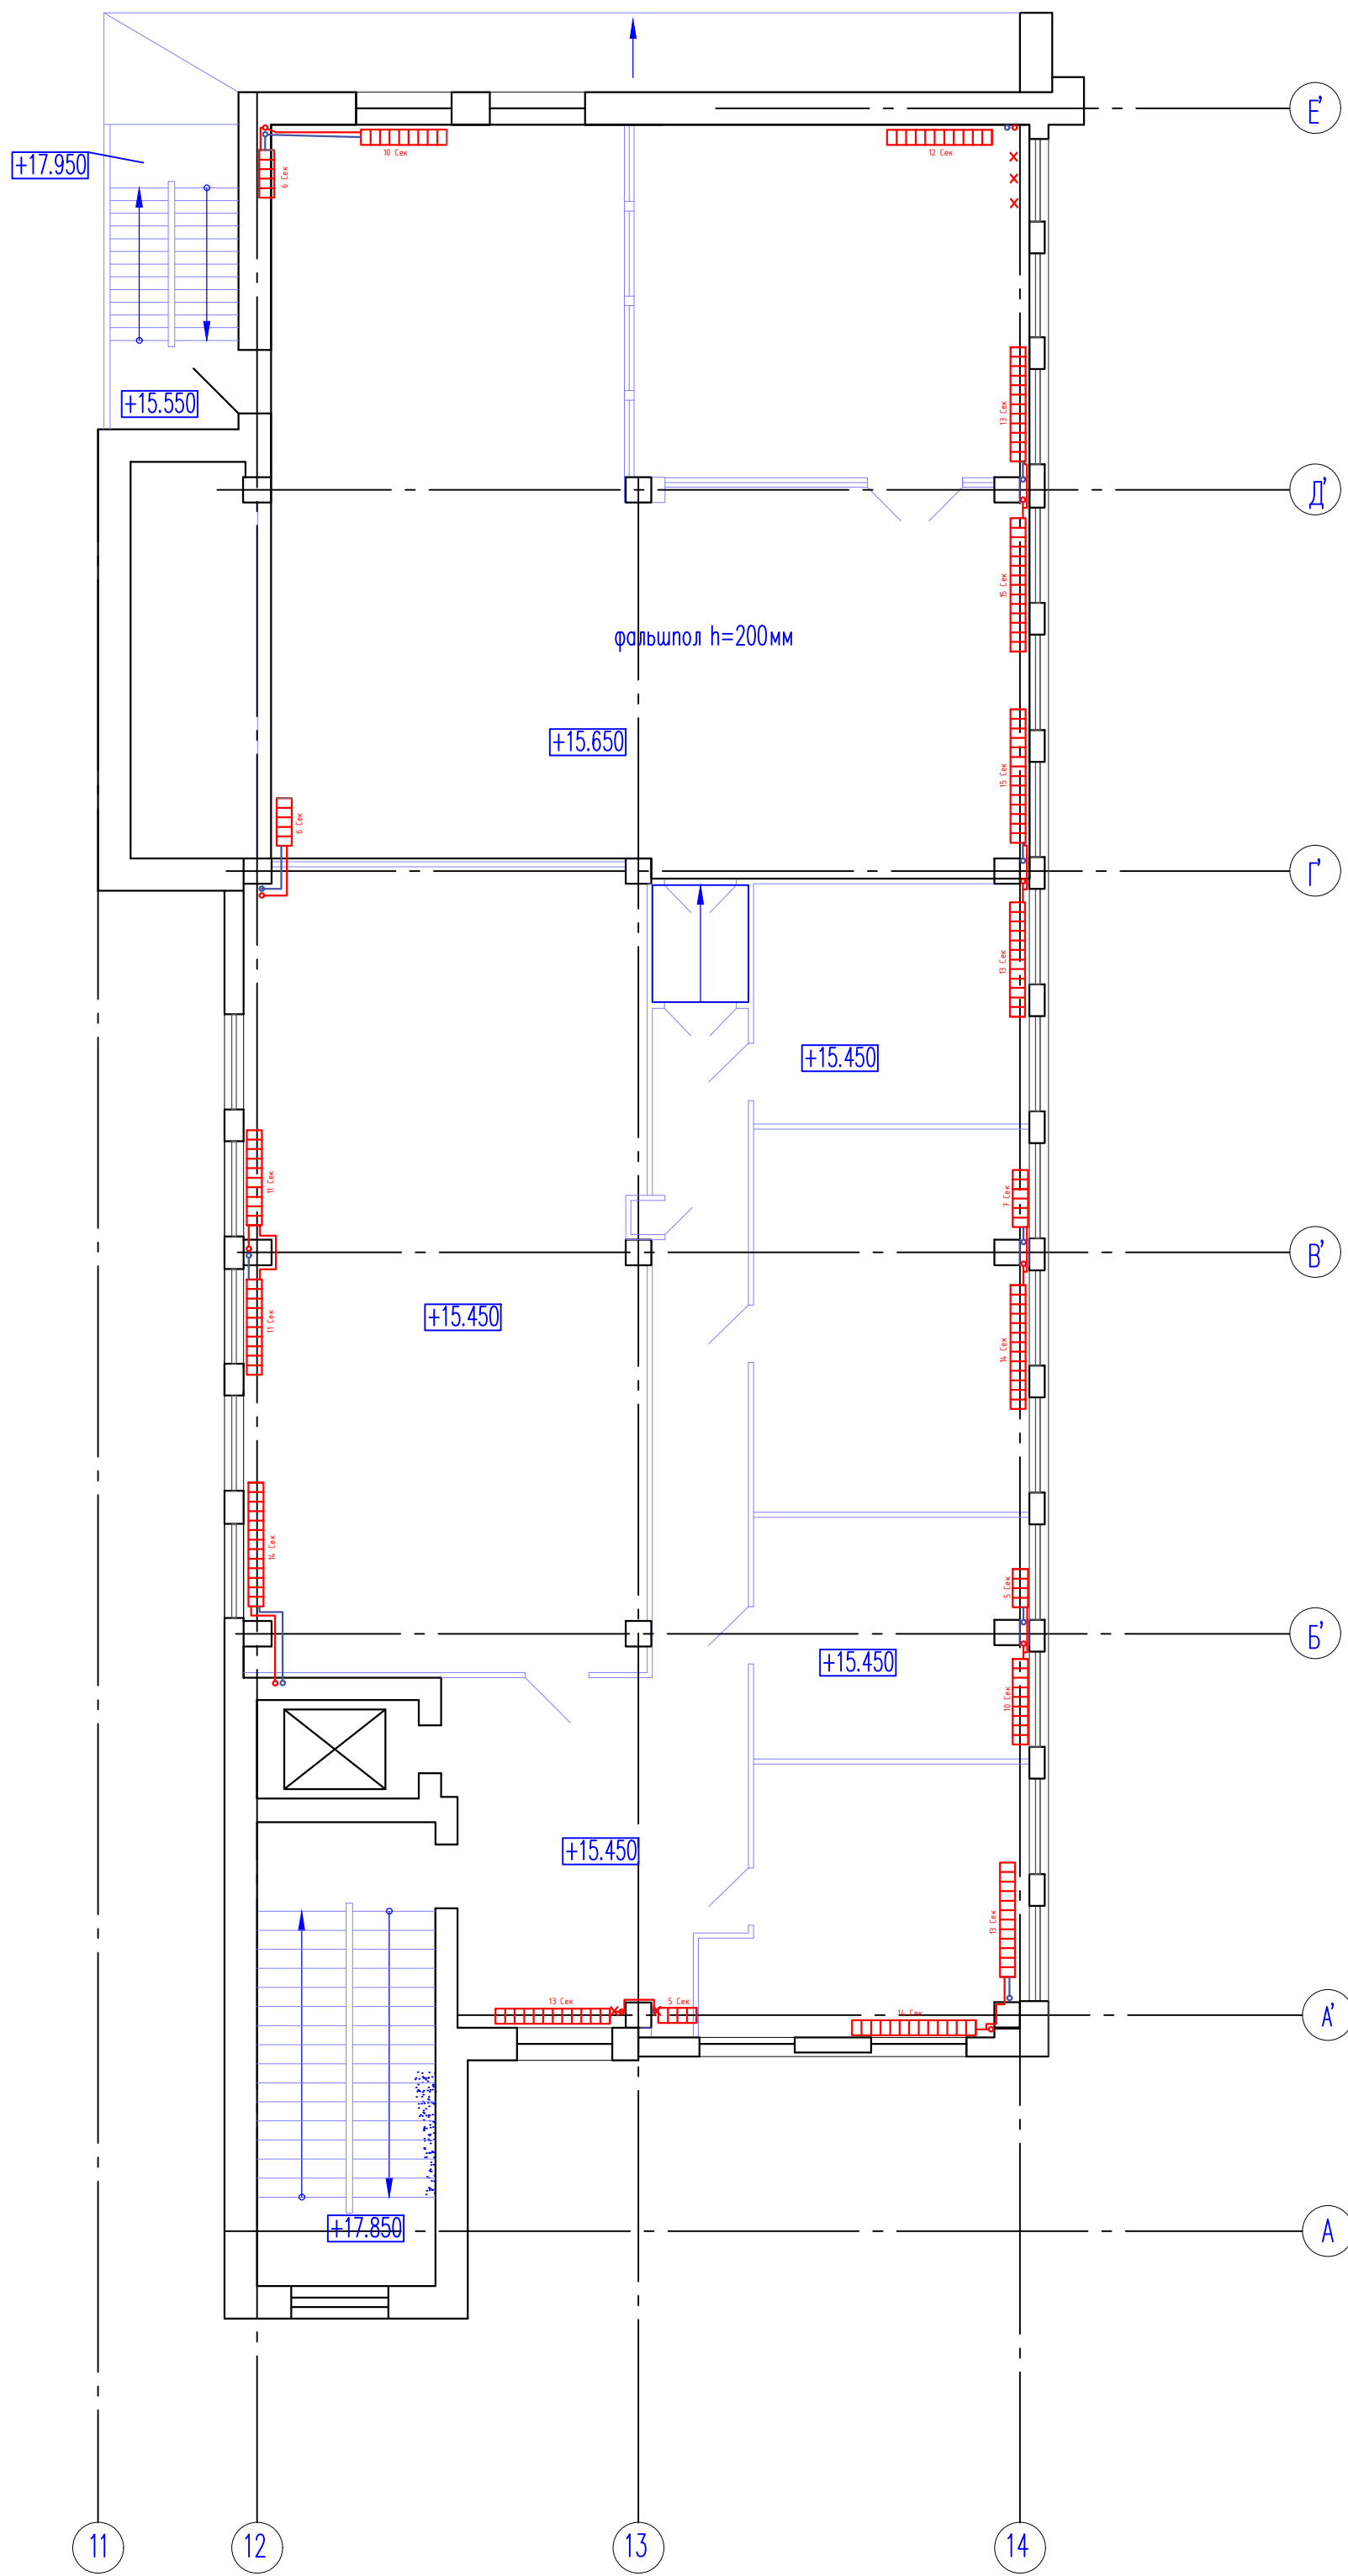 Е'
10 Сек
12 Сек
+17.950
6 Сек
+15.550
13 Сек
Д'
15 Сек
фальшпол h=200мм
+15.650
15 Сек
6 Сек
Г'
13 Сек
+15.450
11 Сек
7 Сек
В'
+15.450
11 Сек
14 Сек
14 Сек
5 Сек
Б'
+15.450
10 Сек
+15.450
13 Сек
13 Сек
5 Сек
14 Сек
А'
+17.850
А
11
12
13
14